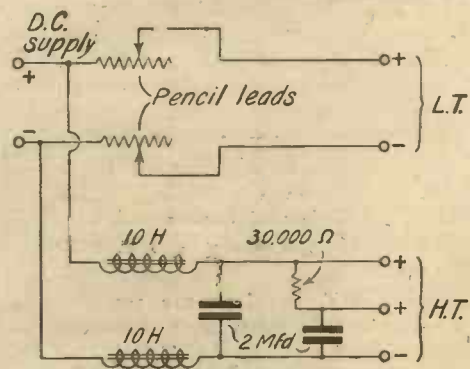 D.C.
supply
+
−
Pencil leads
+
−
L.T.
10 H
30,000 Ω
+
+
−
H.T.
2 Mfd
10 H